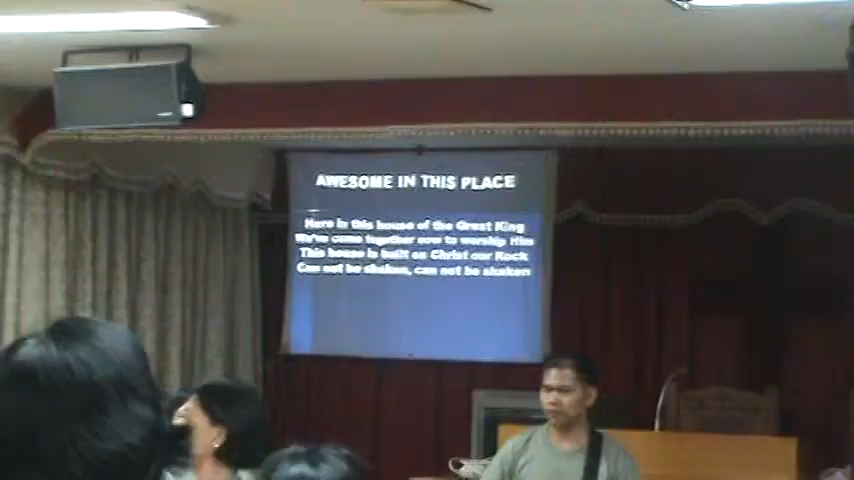 AWESOME IN THIS PLACE
Here in this house of the Great King
We've come together now to worship Him
This house is built on Christ our Rock
Can not be shaken, can not be shaken